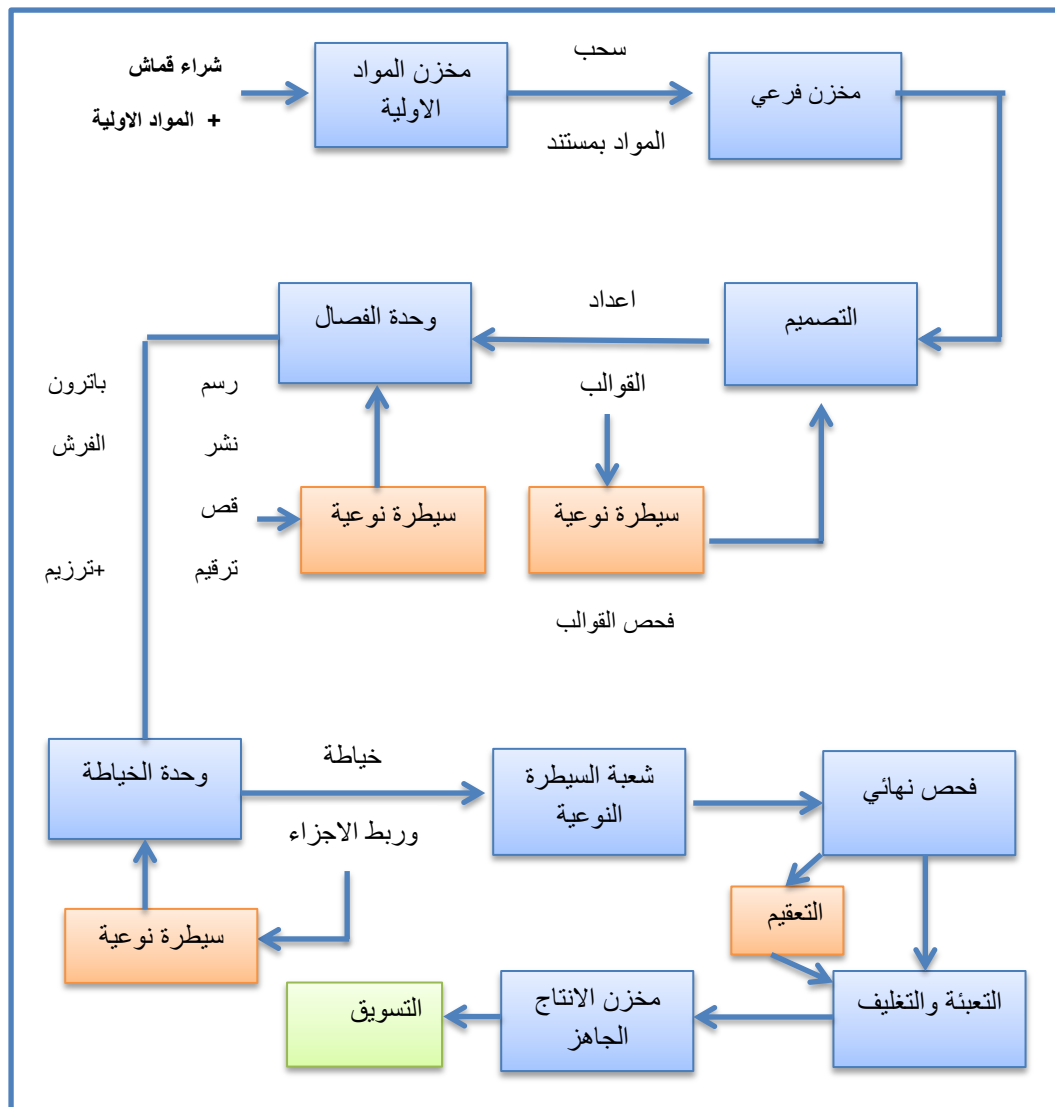 شراء قماش
+ المواد الاولية
مخزن المواد
الاولية
سحب
المواد بمستند
مخزن فرعي
التصميم
اعداد
القوالب
سيطرة نوعية
فحص القوالب
وحدة الفصال
رسم باترون
نشر الفرش
قص
ترقيم +ترزيم
سيطرة نوعية
وحدة الخياطة
خياطة
وربط الاجزاء
سيطرة نوعية
شعبة السيطرة
النوعية
فحص نهائي
التعقيم
التعبئة والتغليف
مخزن الانتاج
الجاهز
التسويق